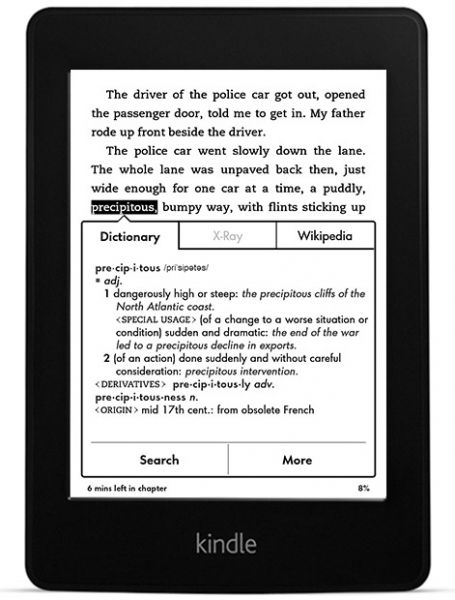 The driver of the police car got out, opened
the passenger door, told me to get in. My father
rode up front beside the driver.
The police car went slowly down the lane.
The whole lane was unpaved back then, just
wide enough for one car at a time, a puddly,
precipitous, bumpy way, with flints sticking up
Dictionary X-Ray Wikipedia
pre·cip·i·tous /priˈsipətəs/
▪ adj.
1 dangerously high or steep: the precipitous cliffs of the
North Atlantic coast.
<SPECIAL USAGE> (of a change to a worse situation or
condition) sudden and dramatic: the end of the war
led to a precipitous decline in exports.
2 (of an action) done suddenly and without careful
consideration: precipitous intervention.
<DERIVATIVES> pre·cip·i·tous·ly adv.
pre·cip·i·tous·ness n.
<ORIGIN> mid 17th cent.: from obsolete French
Search More
6 mins left in chapter 8%
kindle